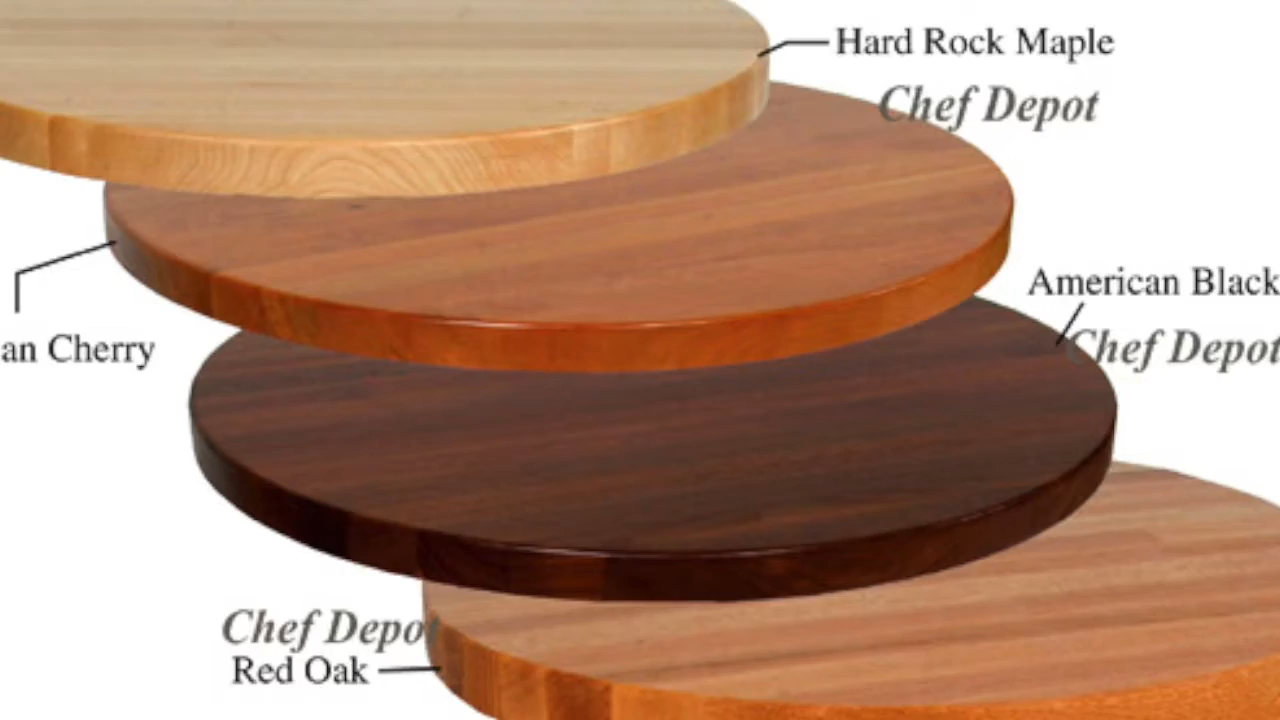 Hard Rock Maple
Chef Depot
American Black
Chef Depot
an Cherry
Chef Depot
Red Oak